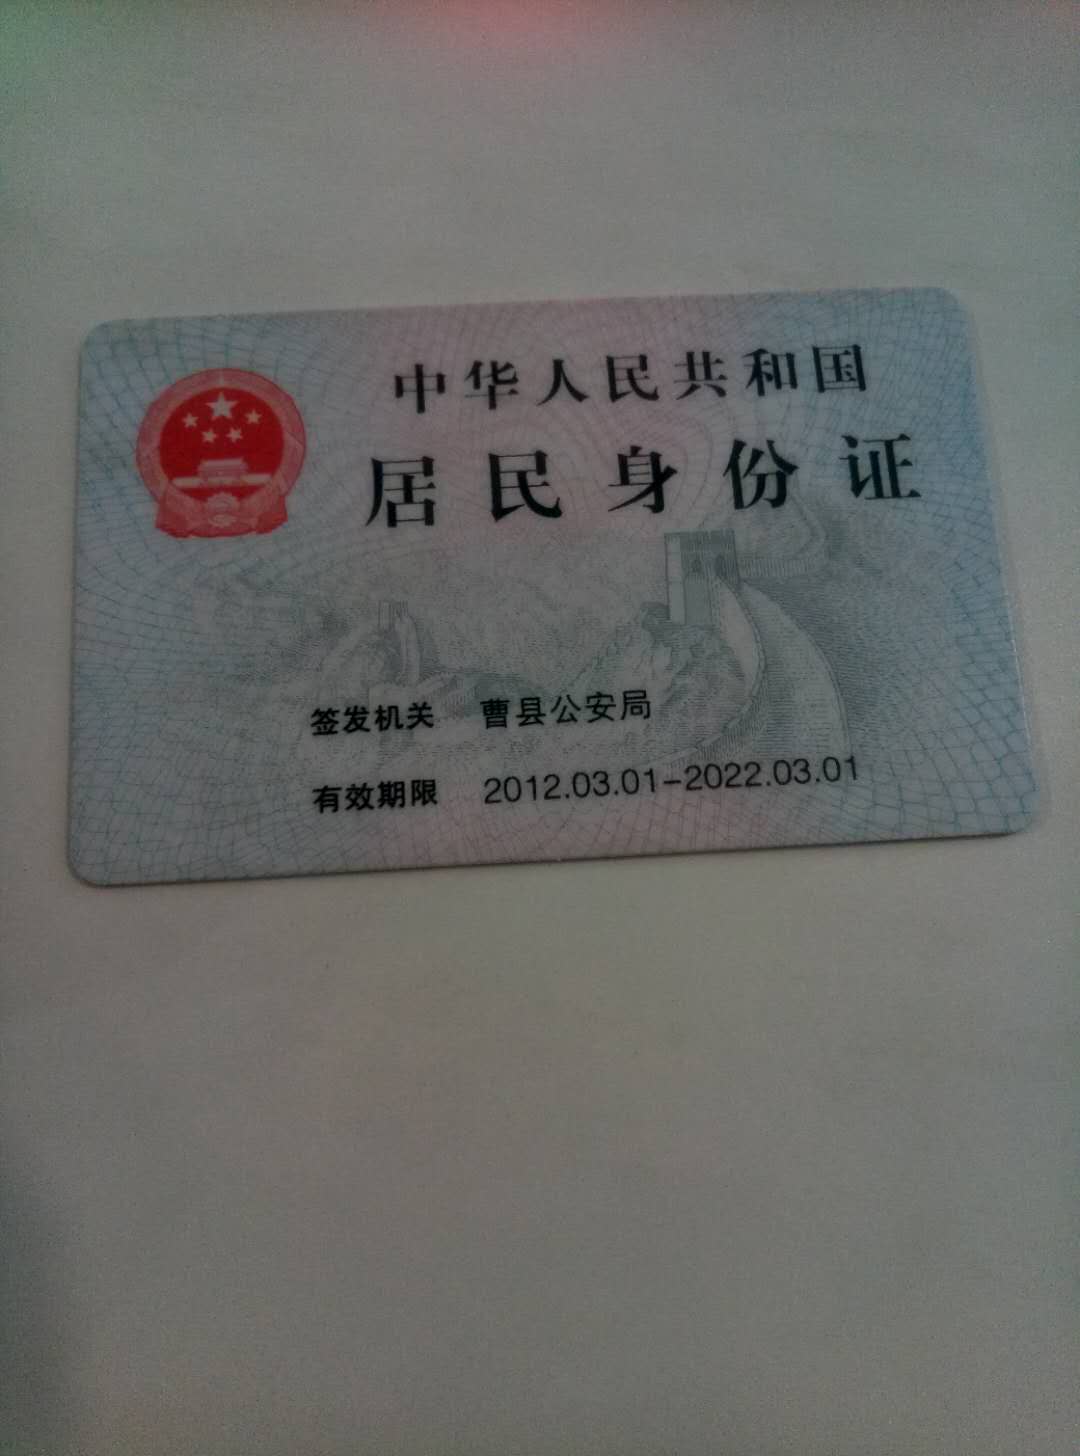 中华人民共和国
居民身份证
签发机关 曹县公安局
有效期限 2012.03.01-2022.03.01